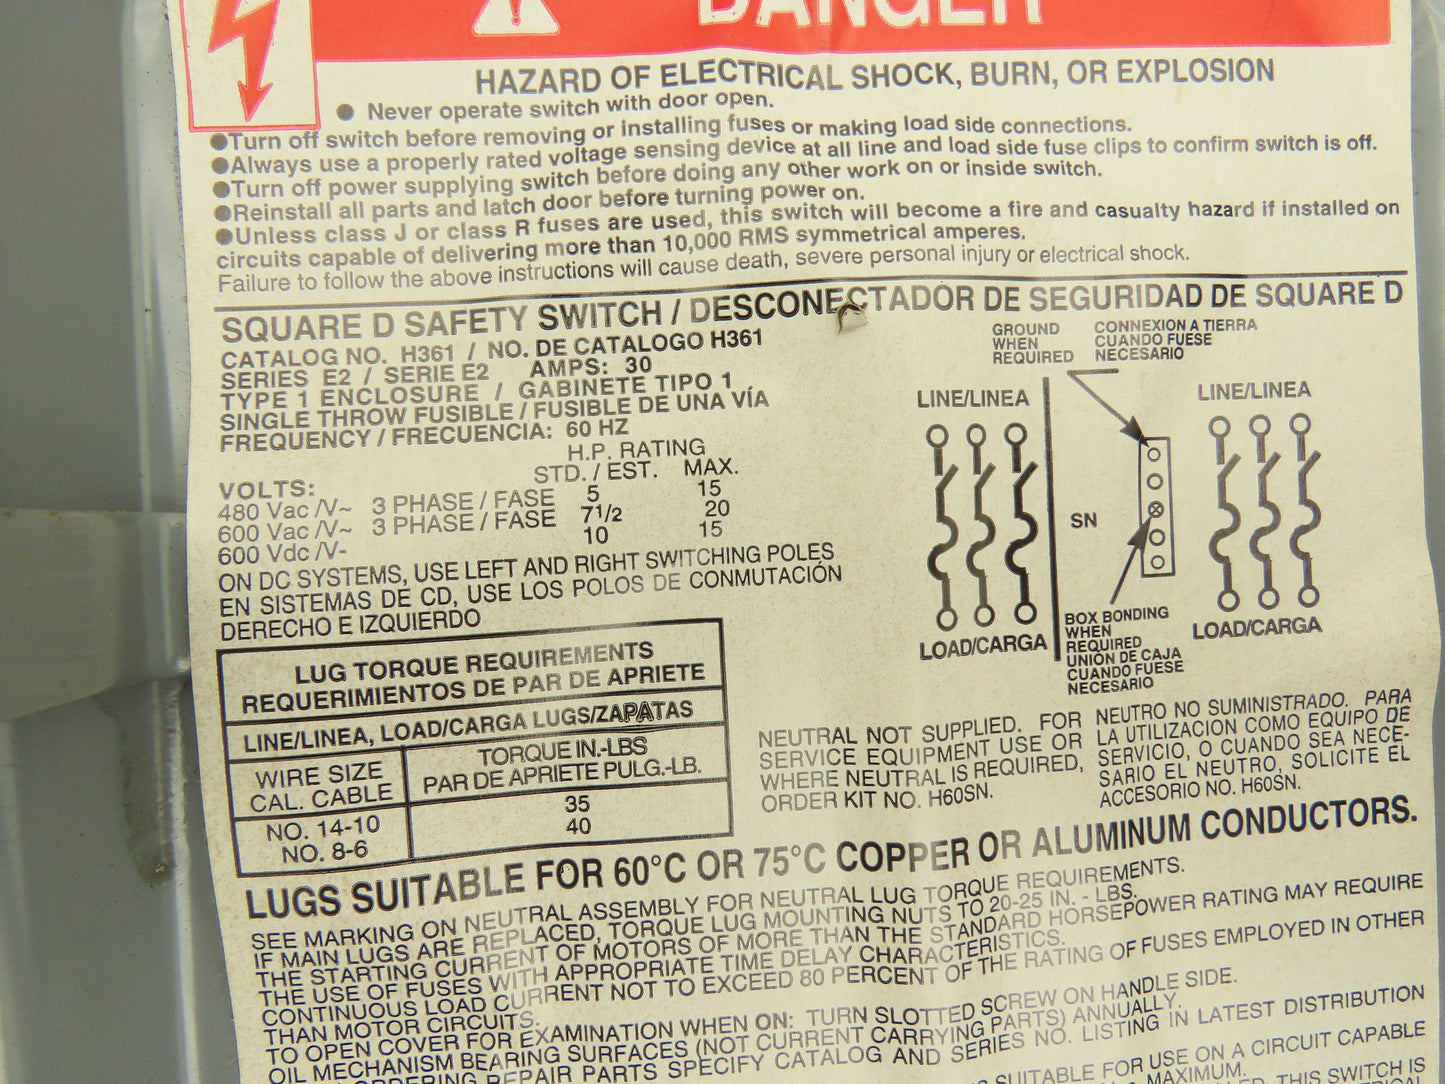 DANGER
HAZARD OF ELECTRICAL SHOCK, BURN, OR EXPLOSION
● Never operate switch with door open.
●Turn off switch before removing or installing fuses or making load side connections.
●Always use a properly rated voltage sensing device at all line and load side fuse clips to confirm switch is off.
●Turn off power supplying switch before doing any other work on or inside switch.
●Reinstall all parts and latch door before turning power on.
●Unless class J or class R fuses are used, this switch will become a fire and casualty hazard if installed on
circuits capable of delivering more than 10,000 RMS symmetrical amperes.
Failure to follow the above instructions will cause death, severe personal injury or electrical shock.
SQUARE D SAFETY SWITCH / DESCONECTADOR DE SEGURIDAD DE SQUARE D
CATALOG NO. H361 / NO. DE CATALOGO H361
SERIES E2 / SERIE E2 AMPS: 30
TYPE 1 ENCLOSURE / GABINETE TIPO 1
SINGLE THROW FUSIBLE / FUSIBLE DE UNA VÍA
FREQUENCY / FRECUENCIA: 60 HZ
H.P. RATING
VOLTS: STD. / EST. MAX.
480 Vac /V~ 3 PHASE / FASE 5 15
600 Vac /V~ 3 PHASE / FASE 7 1/2 20
600 Vdc /V- 10 15
ON DC SYSTEMS, USE LEFT AND RIGHT SWITCHING POLES
EN SISTEMAS DE CD, USE LOS POLOS DE CONMUTACIÓN
DERECHO E IZQUIERDO
GROUND
WHEN
REQUIRED
CONNEXION A TIERRA
CUANDO FUESE
NECESARIO
LINE/LINEA
LINE/LINEA
SN
LOAD/CARGA
LOAD/CARGA
BOX BONDING
WHEN
REQUIRED
UNIÓN DE CAJA
CUANDO FUESE
NECESARIO
LUG TORQUE REQUIREMENTS
REQUERIMIENTOS DE PAR DE APRIETE
LINE/LINEA, LOAD/CARGA LUGS/ZAPATAS
WIRE SIZE
CAL. CABLE
TORQUE IN.-LBS
PAR DE APRIETE PULG.-LB.
NO. 14-10 35
NO. 8-6 40
NEUTRAL NOT SUPPLIED. FOR
SERVICE EQUIPMENT USE OR
WHERE NEUTRAL IS REQUIRED,
ORDER KIT NO. H60SN.
NEUTRO NO SUMINISTRADO. PARA
LA UTILIZACION COMO EQUIPO DE
SERVICIO, O CUANDO SEA NECE-
SARIO EL NEUTRO, SOLICITE EL
ACCESORIO NO. H60SN.
LUGS SUITABLE FOR 60°C OR 75°C COPPER OR ALUMINUM CONDUCTORS.
SEE MARKING ON NEUTRAL ASSEMBLY FOR NEUTRAL LUG TORQUE REQUIREMENTS.
IF MAIN LUGS ARE REPLACED, TORQUE LUG MOUNTING NUTS TO 20-25 IN. - LBS.
THE STARTING CURRENT OF MOTORS OF MORE THAN THE STANDARD HORSEPOWER RATING MAY REQUIRE
THE USE OF FUSES WITH APPROPRIATE TIME DELAY CHARACTERISTICS.
CONTINUOUS LOAD CURRENT NOT TO EXCEED 80 PERCENT OF THE RATING OF FUSES EMPLOYED IN OTHER
THAN MOTOR CIRCUITS.
TO OPEN COVER FOR EXAMINATION WHEN ON: TURN SLOTTED SCREW ON HANDLE SIDE.
OIL MECHANISM BEARING SURFACES (NOT CURRENT CARRYING PARTS) ANNUALLY.
ORDERING REPAIR PARTS SPECIFY CATALOG AND SERIES NO. LISTING IN LATEST DISTRIBUTION
SUITABLE FOR USE ON A CIRCUIT CAPABLE
MAXIMUM.
THIS SWITCH IS